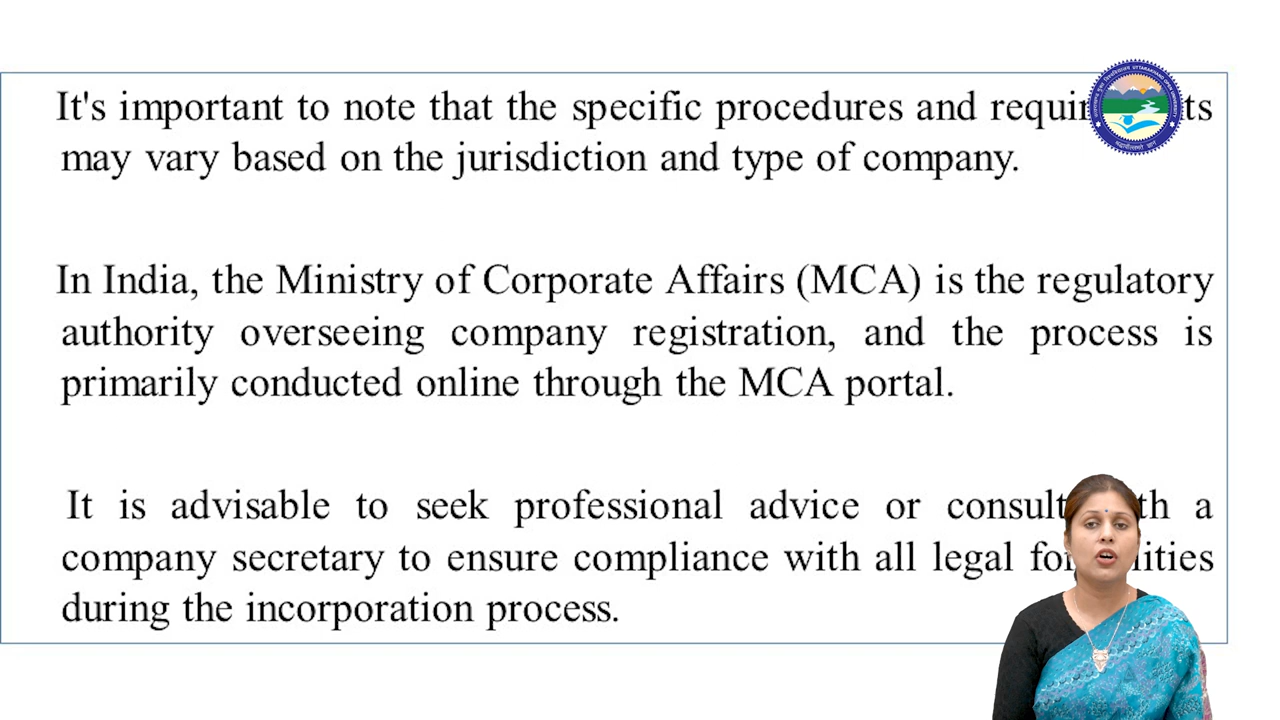 It's important to note that the specific procedures and
may vary based on the jurisdiction and type of company.
In India, the Ministry of Corporate Affairs (MCA) is the regulatory
authority overseeing company registration, and the process is
primarily conducted online through the MCA portal.
It is advisable to seek professional advice or consult a
company secretary to ensure compliance with all legal
during the incorporation process.